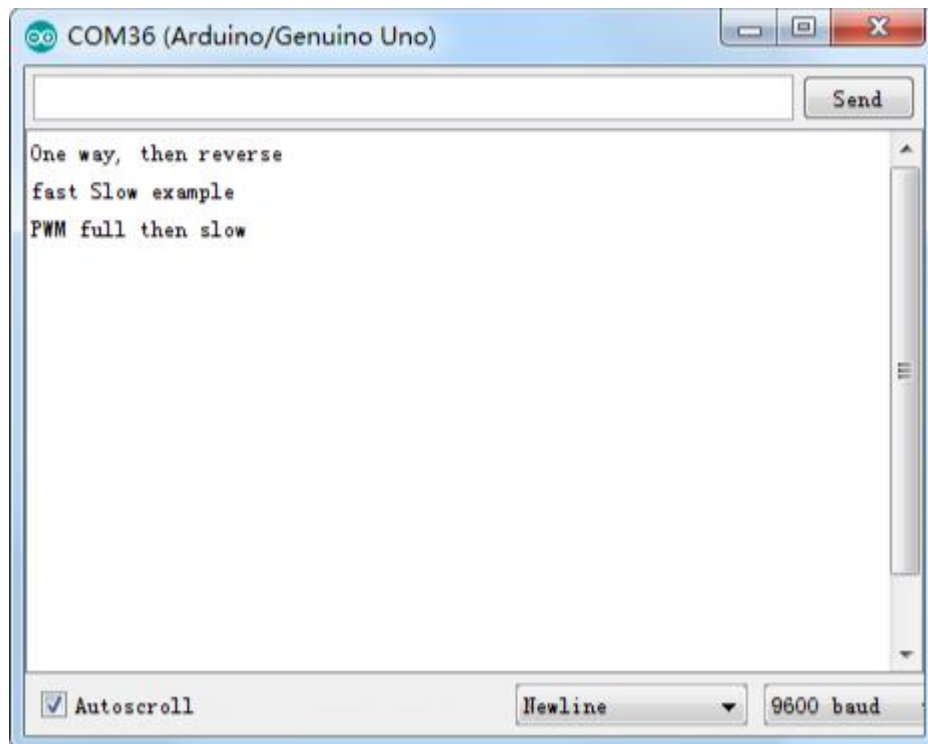 COM36 (Arduino/Genuino Uno)
Send
One way, then reverse
fast Slow example
PWM full then slow
Autoscroll
Newline
9600 baud